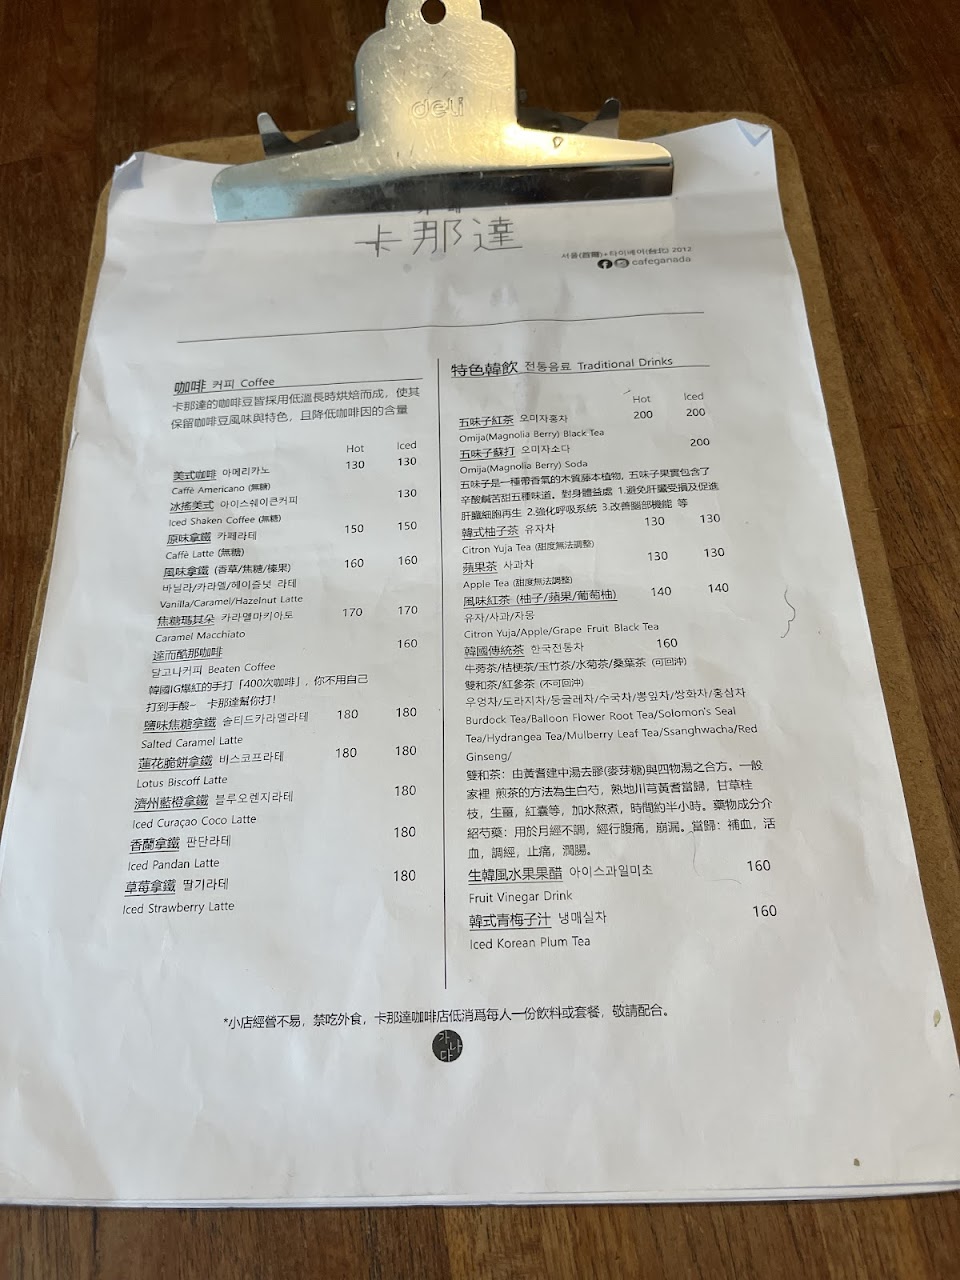 deli
卡那達
서울(首爾)+타이베이(台北) 2012
cafeganada
咖啡 커피 Coffee
卡那達的咖啡豆皆採用低溫長時烘焙而成，使其
保留咖啡豆風味與特色，且降低咖啡因的含量
Hot Iced
美式咖啡 아메리카노 130 130
Caffè Americano (無糖)
冰搖美式 아이스쉐이큰커피 130
Iced Shaken Coffee (無糖)
原味拿鐵 카페라테 150 150
Caffè Latte (無糖)
風味拿鐵 (香草/焦糖/榛果) 160 160
바닐라/카라멜/헤이즐넛 라테
Vanilla/Caramel/Hazelnut Latte
焦糖瑪其朵 카라멜마키아토 170 170
Caramel Macchiato
達而酷那咖啡 160
달고나커피 Beaten Coffee
韓國IG爆紅的手打「400次咖啡」，你不用自己
打到手酸~ 卡那達幫你打!
鹽味焦糖拿鐵 솔티드카라멜라테 180 180
Salted Caramel Latte
蓮花脆餅拿鐵 비스코프라테 180 180
Lotus Biscoff Latte
濟州藍橙拿鐵 블루오렌지라테 180
Iced Curaçao Coco Latte
香蘭拿鐵 판단라테 180
Iced Pandan Latte
草莓拿鐵 딸기라테 180
Iced Strawberry Latte
特色韓飲 전통음료 Traditional Drinks
Hot Iced
五味子紅茶 오미자홍차 200 200
Omija(Magnolia Berry) Black Tea
五味子蘇打 오미자소다 200
Omija(Magnolia Berry) Soda
五味子是一種帶香氣的木質藤本植物，五味子果實包含了
辛酸鹹苦甜五種味道，對身體益處 1.避免肝臟受損及促進
肝臟細胞再生 2.強化呼吸系統 3.改善腦部機能 等
韓式柚子茶 유자차 130 130
Citron Yuja Tea (甜度無法調整)
蘋果茶 사과차 130 130
Apple Tea (甜度無法調整)
風味紅茶 (柚子/蘋果/葡萄柚) 140 140
유자/사과/자몽
Citron Yuja/Apple/Grape Fruit Black Tea
韓國傳統茶 한국전통차 160
牛蒡茶/桔梗茶/玉竹茶/水菊茶/桑葉茶 (可回沖)
雙和茶/紅參茶 (不可回沖)
우엉차/도라지차/둥굴레차/수국차/뽕잎차/쌍화차/홍삼차
Burdock Tea/Balloon Flower Root Tea/Solomon's Seal
Tea/Hydrangea Tea/Mulberry Leaf Tea/Ssanghwacha/Red
Ginseng/
雙和茶：由黃耆建中湯去膠(麥芽糖)與四物湯之合方。一般
家裡 煎茶的方法為生白芍，熟地川芎黃耆當歸，甘草桂
枝，生薑，紅囊等，加水熬煮，時間約半小時。藥物成分介
紹芍藥：用於月經不調，經行腹痛，崩漏。當歸：補血，活
血，調經，止痛，潤腸。
生韓風水果果醋 아이스과일미초 160
Fruit Vinegar Drink
韓式青梅子汁 냉매실차 160
Iced Korean Plum Tea
*小店經營不易，禁吃外食，卡那達咖啡店低消爲每人一份飲料或套餐，敬請配合。
가나다